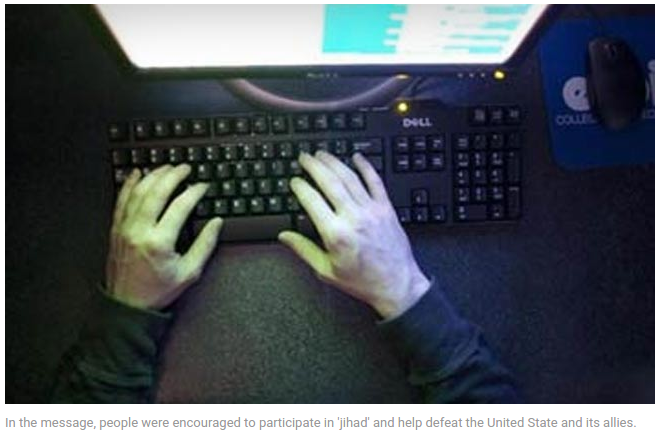 DELL
COLLE
In the message, people were encouraged to participate in 'jihad' and help defeat the United State and its allies.